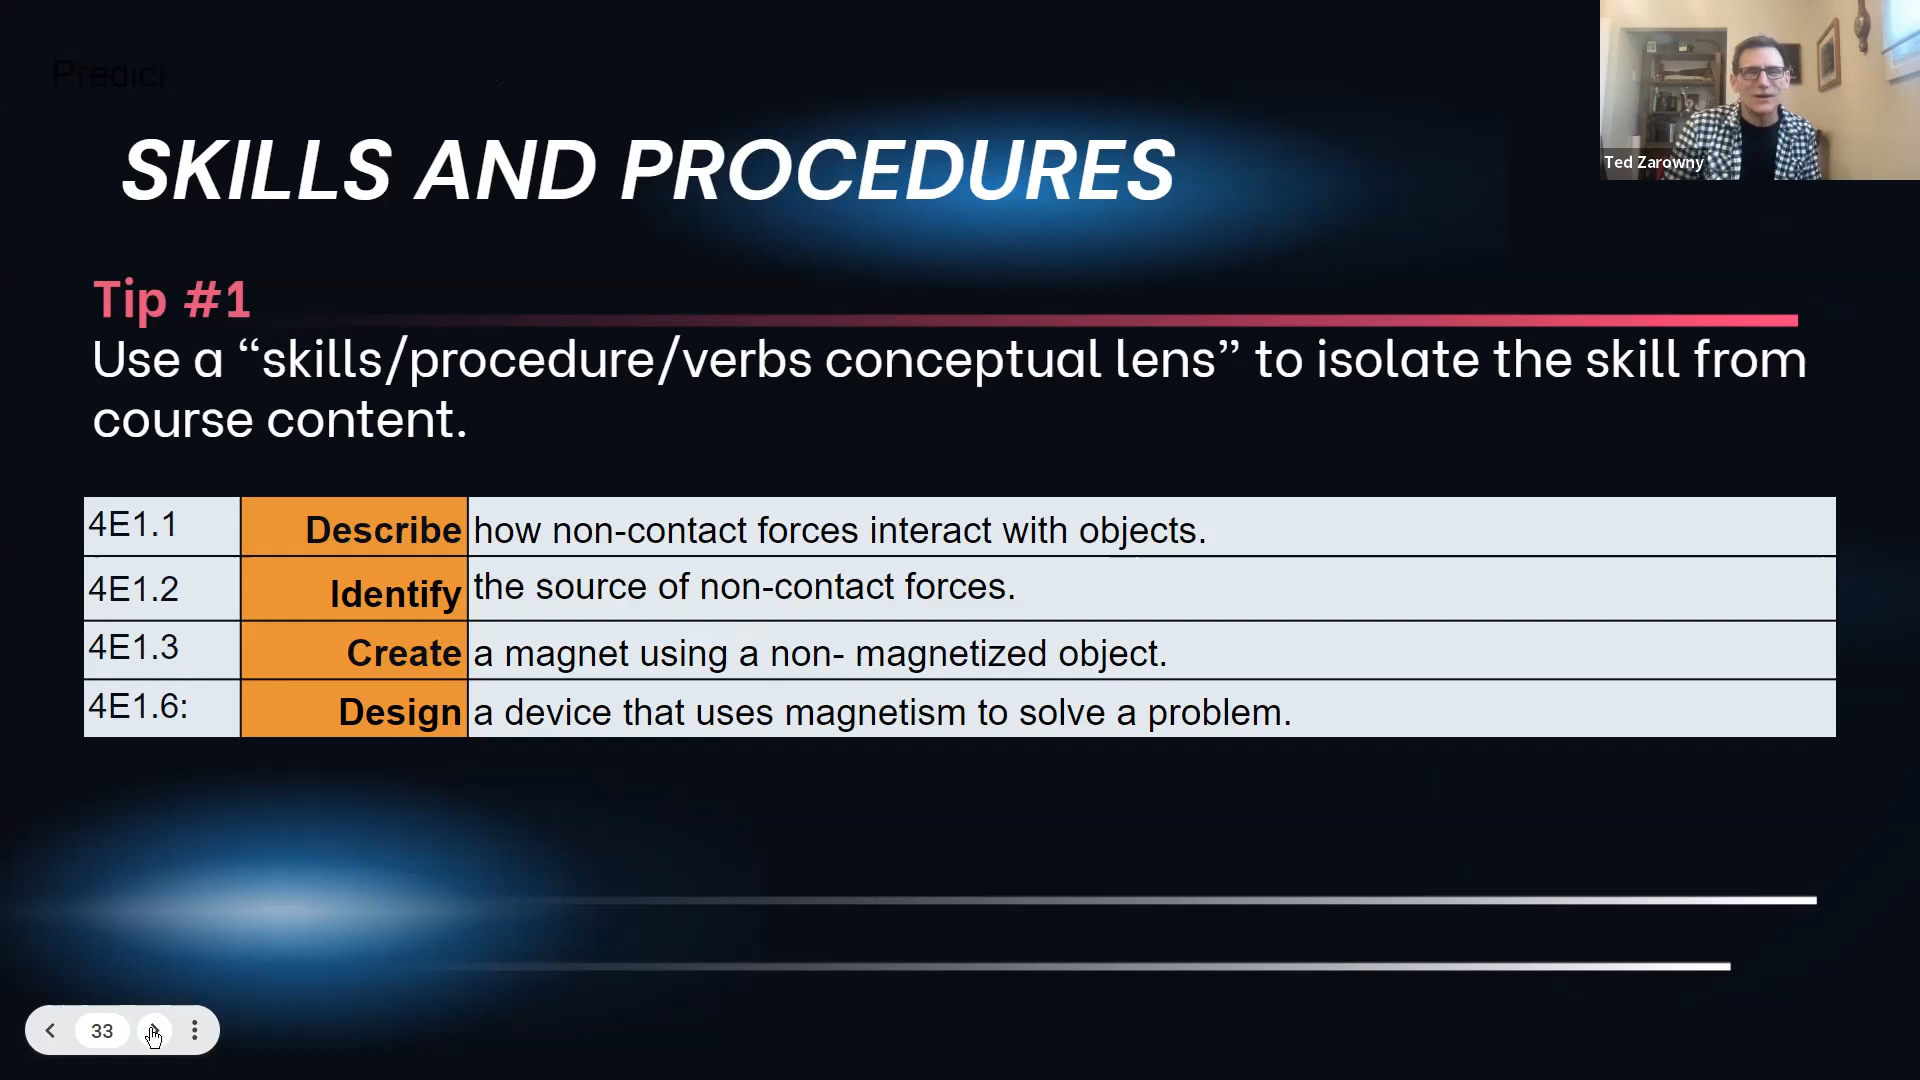 Predict
SKILLS AND PROCEDURES
Ted Zarowny
Tip #1
Use a “skills/procedure/verbs conceptual lens” to isolate the skill from
course content.
4E1.1 Describe how non-contact forces interact with objects.
4E1.2 Identify the source of non-contact forces.
4E1.3 Create a magnet using a non- magnetized object.
4E1.6: Design a device that uses magnetism to solve a problem.
33